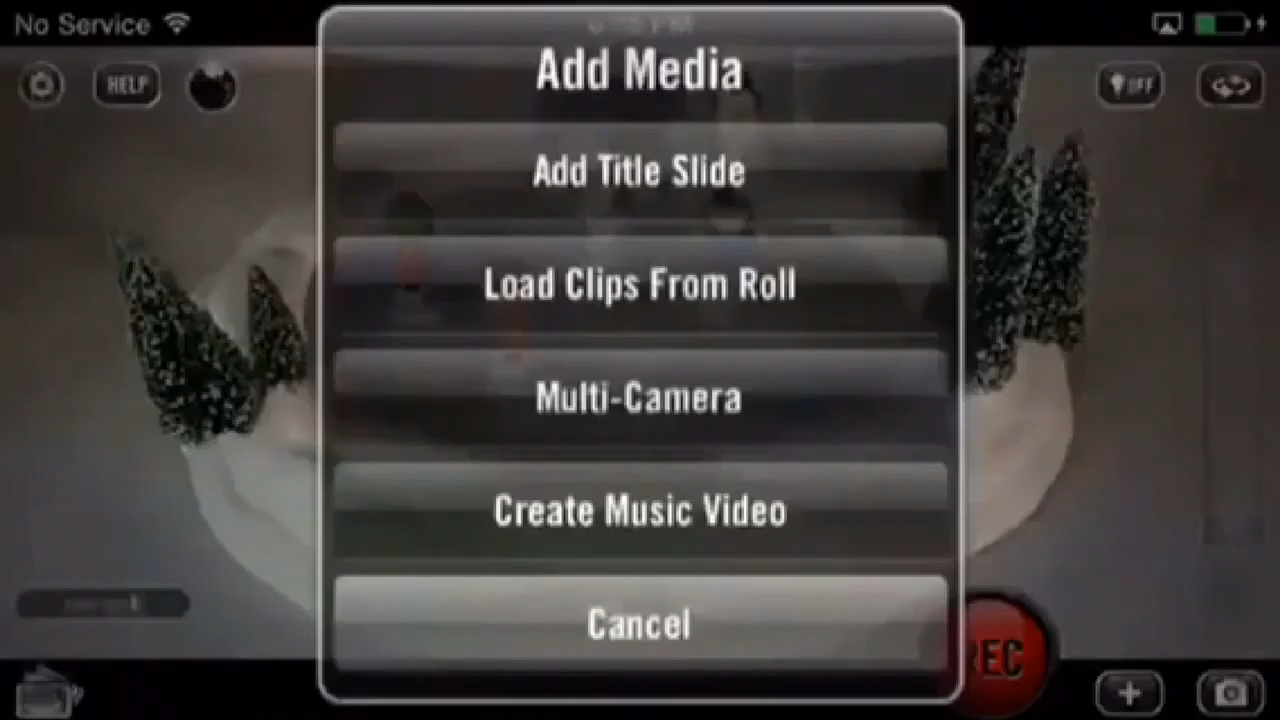 No Service
Add Media
HELP
OFF
Add Title Slide
Load Clips From Roll
Multi-Camera
Create Music Video
Cancel
REC